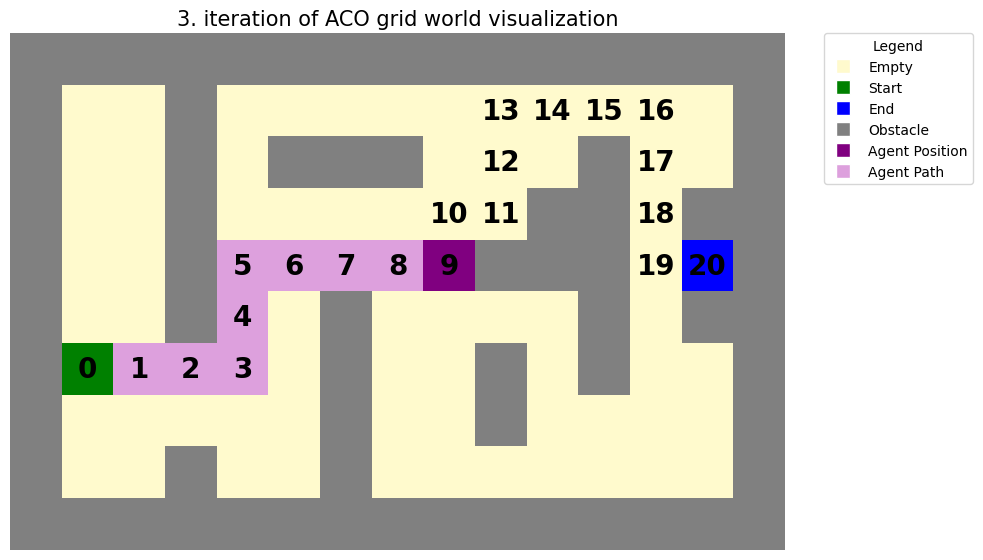 3. iteration of ACO grid world visualization
Legend
Empty
Start
End
Obstacle
Agent Position
Agent Path
13 14 15 16
12 17
10 11 18
5 6 7 8 9 19 20
4
0 1 2 3